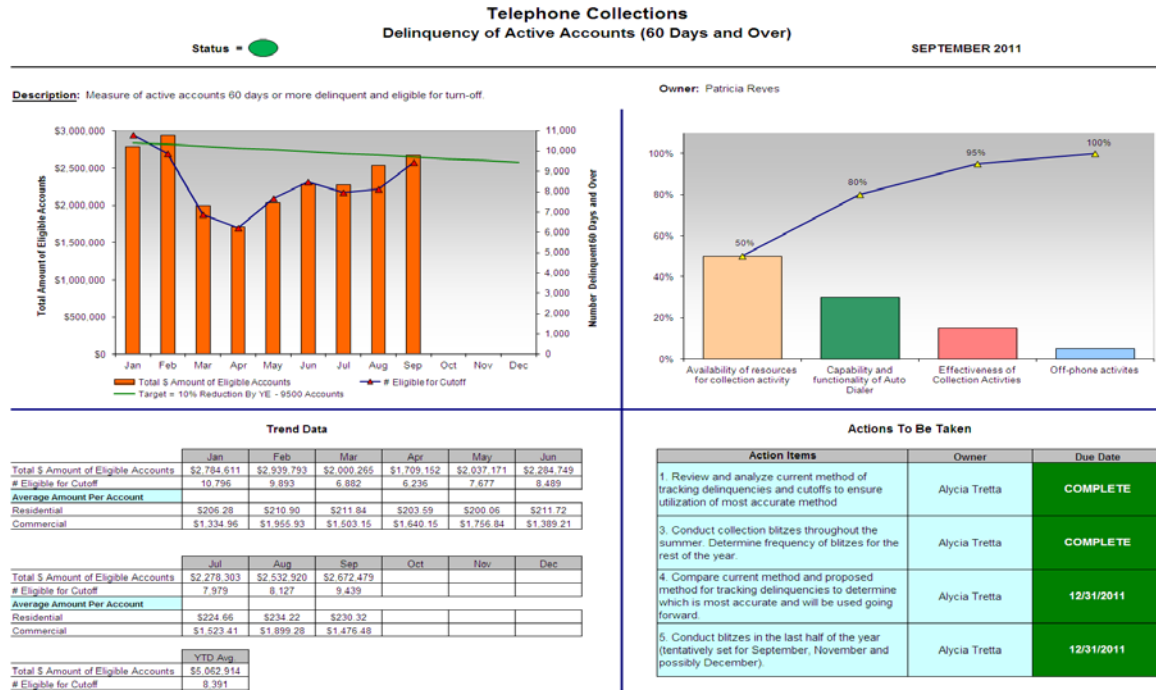 Telephone Collections
Delinquency of Active Accounts (60 Days and Over)
Status =
SEPTEMBER 2011
Description: Measure of active accounts 60 days or more delinquent and eligible for turn-off.
Owner: Patricia Reves
Total Amount of Eligible Accounts
$3,000,000
$2,500,000
$2,000,000
$1,500,000
$1,000,000
$500,000
$0
11,000
10,000
9,000
8,000
7,000
6,000
5,000
4,000
3,000
2,000
1,000
0
Number Delinquent60 Days and Over
Jan Feb Mar Apr May Jun Jul Aug Sep Oct Nov Dec
Total $ Amount of Eligible Accounts
# Eligible for Cutoff
Target = 10% Reduction By YE - 9500 Accounts
100%
80%
60%
40%
20%
0%
50%
80%
95%
100%
Availability of resources
for collection activity
Capability and
functionality of Auto
Dialer
Effectiveness of
Collection Activties
Off-phone activites
Trend Data
Jan Feb Mar Apr May Jun
Total $ Amount of Eligible Accounts $2,784,611 $2,939,793 $2,000,265 $1,709,152 $2,037,171 $2,284,749
# Eligible for Cutoff 10,796 9,893 6,882 6,236 7,677 8,489
Average Amount Per Account
Residential $206.28 $210.90 $211.84 $203.59 $200.06 $211.72
Commercial $1,334.96 $1,955.93 $1,503.15 $1,640.15 $1,756.84 $1,389.21
Jul Aug Sep Oct Nov Dec
Total $ Amount of Eligible Accounts $2,278,303 $2,532,920 $2,672,479
# Eligible for Cutoff 7,979 8,127 9,439
Average Amount Per Account
Residential $224.66 $234.22 $230.32
Commercial $1,523.41 $1,899.28 $1,476.48
YTD Avg
Total $ Amount of Eligible Accounts $5,062,914
# Eligible for Cutoff 8,391
Actions To Be Taken
Action Items Owner Due Date
1. Review and analyze current method of
tracking delinquencies and cutoffs to ensure
utilization of most accurate method
Alycia Tretta
COMPLETE
3. Conduct collection blitzes throughout the
summer. Determine frequency of blitzes for the
rest of the year.
Alycia Tretta
COMPLETE
4. Compare current method and proposed
method for tracking delinquencies to determine
which is most accurate and will be used going
forward.
Alycia Tretta
12/31/2011
5. Conduct blitzes in the last half of the year
(tentatively set for September, November and
possibly December).
Alycia Tretta
12/31/2011